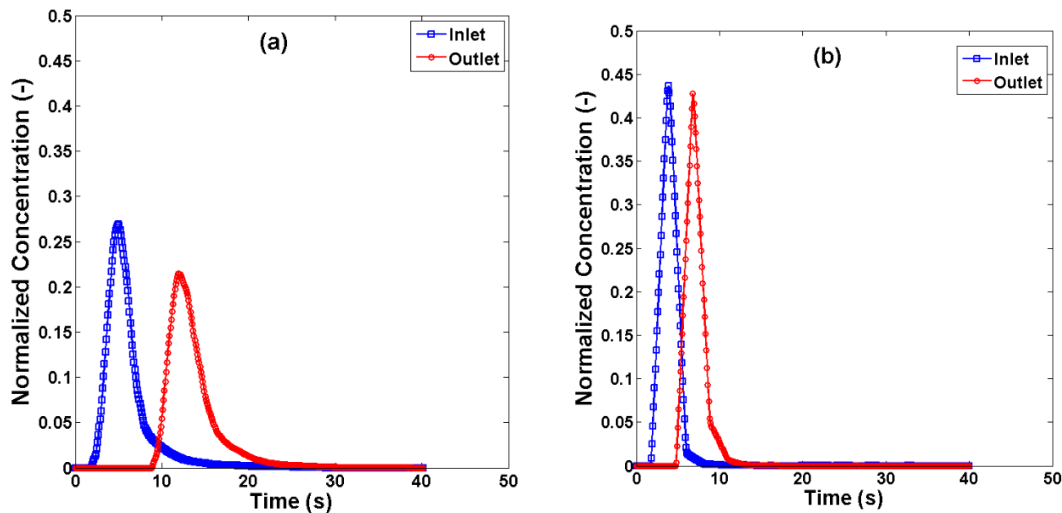 (a)
Inlet
Outlet
Normalized Concentration (-)
0.5
0.45
0.4
0.35
0.3
0.25
0.2
0.15
0.1
0.05
0
0 10 20 30 40 50
Time (s)
(b)
Inlet
Outlet
Normalized Concentration (-)
0.5
0.45
0.4
0.35
0.3
0.25
0.2
0.15
0.1
0.05
0
0 10 20 30 40 50
Time (s)